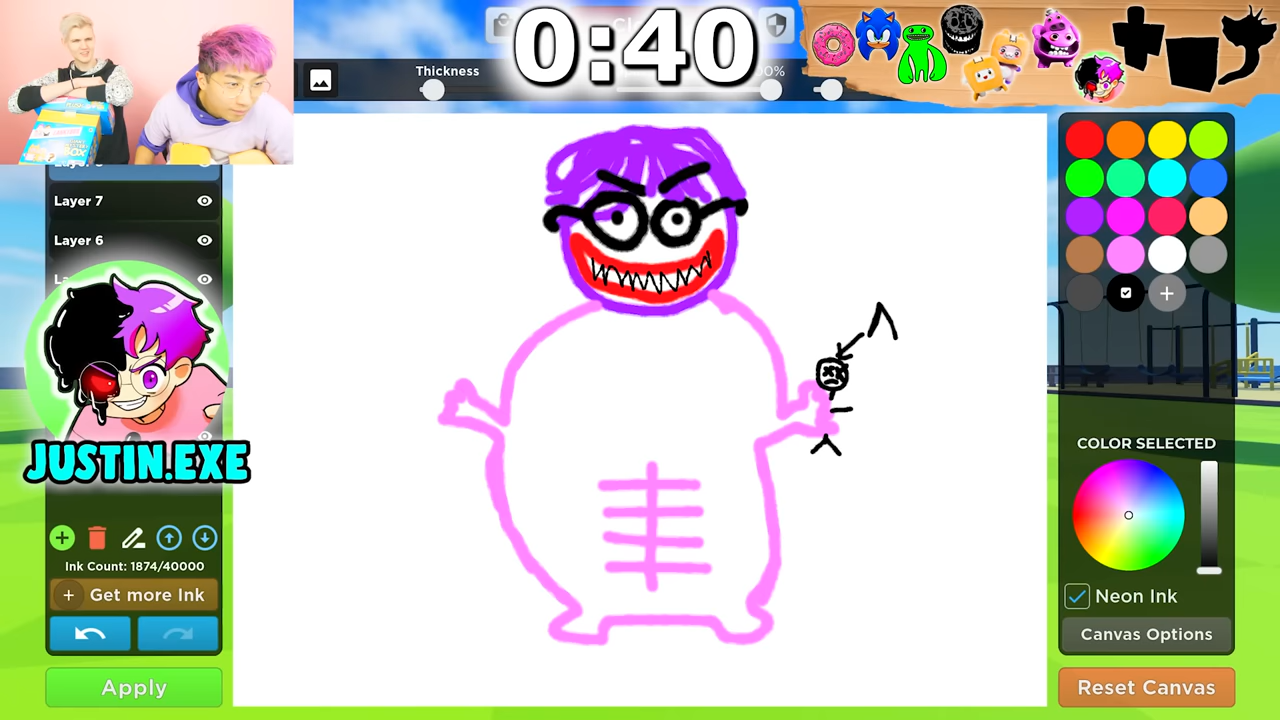 0:40
Thickness
00%
Layer 7
Layer 6
JUSTIN.EXE
Ink Count: 1874/40000
+ Get more Ink
Apply
COLOR SELECTED
Neon Ink
Canvas Options
Reset Canvas